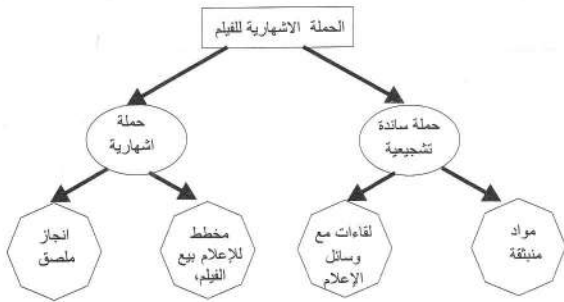 الحملة الاشهارية للفيلم
حملة ساندة
تشجيعية
حملة
اشهارية
مواد
منبثقة
لقاءات مع
وسائل
الإعلام
مخطط
للإعلام بيع
الفيلم،
انجاز
ملصق